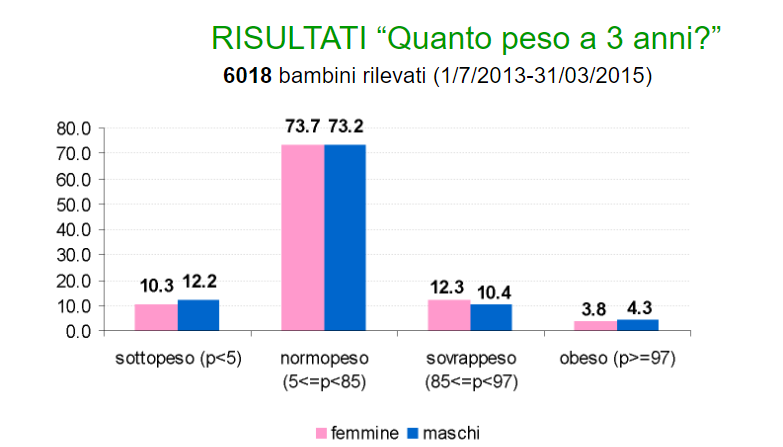 RISULTATI “Quanto peso a 3 anni?”
6018 bambini rilevati (1/7/2013-31/03/2015)
80.0
70.0
60.0
50.0
40.0
30.0
20.0
10.0
0.0
73.7 73.2
10.3 12.2
12.3 10.4
3.8 4.3
sottopeso (p<5)
normopeso
(5<=p<85)
sovrappeso
(85<=p<97)
obeso (p>=97)
femmine maschi